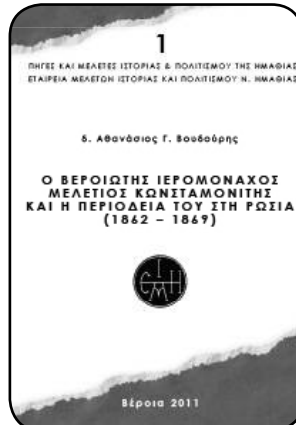 1
ΠΗΓΕΣ ΚΑΙ ΜΕΛΕΤΕΣ ΙΣΤΟΡΙΑΣ & ΠΟΛΙΤΙΣΜΟΥ ΤΗΣ ΗΜΑΘΙΑΣ
ΕΤΑΙΡΕΙΑ ΜΕΛΕΤΩΝ ΙΣΤΟΡΙΑΣ ΚΑΙ ΠΟΛΙΤΙΣΜΟΥ Ν. ΗΜΑΘΙΑΣ
δ. Αθανάσιος Γ. Βουδούρης
Ο ΒΕΡΟΙΩΤΗΣ ΙΕΡΟΜΟΝΑΧΟΣ
ΜΕΛΕΤΙΟΣ ΚΩΝΣΤΑΜΟΝΙΤΗΣ
ΚΑΙ Η ΠΕΡΙΟΔΕΙΑ ΤΟΥ ΣΤΗ ΡΩΣΙΑ
(1862 – 1869)
Βέροια 2011